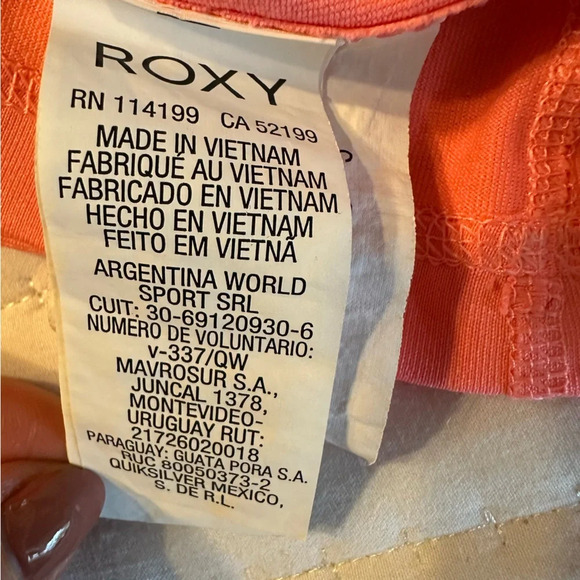 ROXY
RN 114199 CA 52199
MADE IN VIETNAM
FABRIQUÉ AU VIETNAM
FABRICADO EN VIETNAM
HECHO EN VIETNAM
FEITO EM VIETNÃ
ARGENTINA WORLD
SPORT SRL
CUIT: 30-69120930-6
NUMERO DE VOLUNTARIO:
v-337/QW
MAVROSUR S.A.,
JUNCAL 1378,
MONTEVIDEO-
URUGUAY RUT:
21726020018
PARAGUAY: GUATA PORA S.A.
RUC 80050373-2
QUIKSILVER MEXICO,
S. DE R.L.